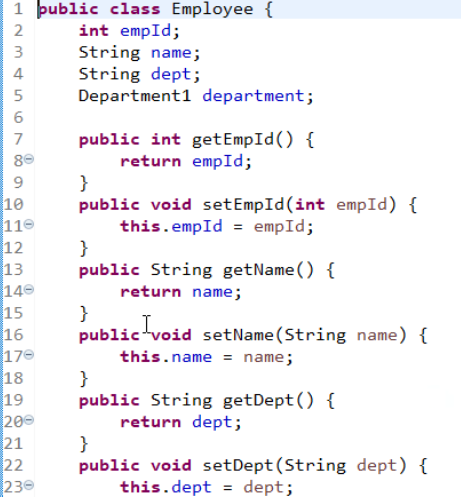 1 public class Employee {
2 int empId;
3 String name;
4 String dept;
5 Department1 department;
6
7 public int getEmpId() {
8 return empId;
9 }
10 public void setEmpId(int empId) {
11 this.empId = empId;
12 }
13 public String getName() {
14 return name;
15 }
16 public void setName(String name) {
17 this.name = name;
18 }
19 public String getDept() {
20 return dept;
21 }
22 public void setDept(String dept) {
23 this.dept = dept;